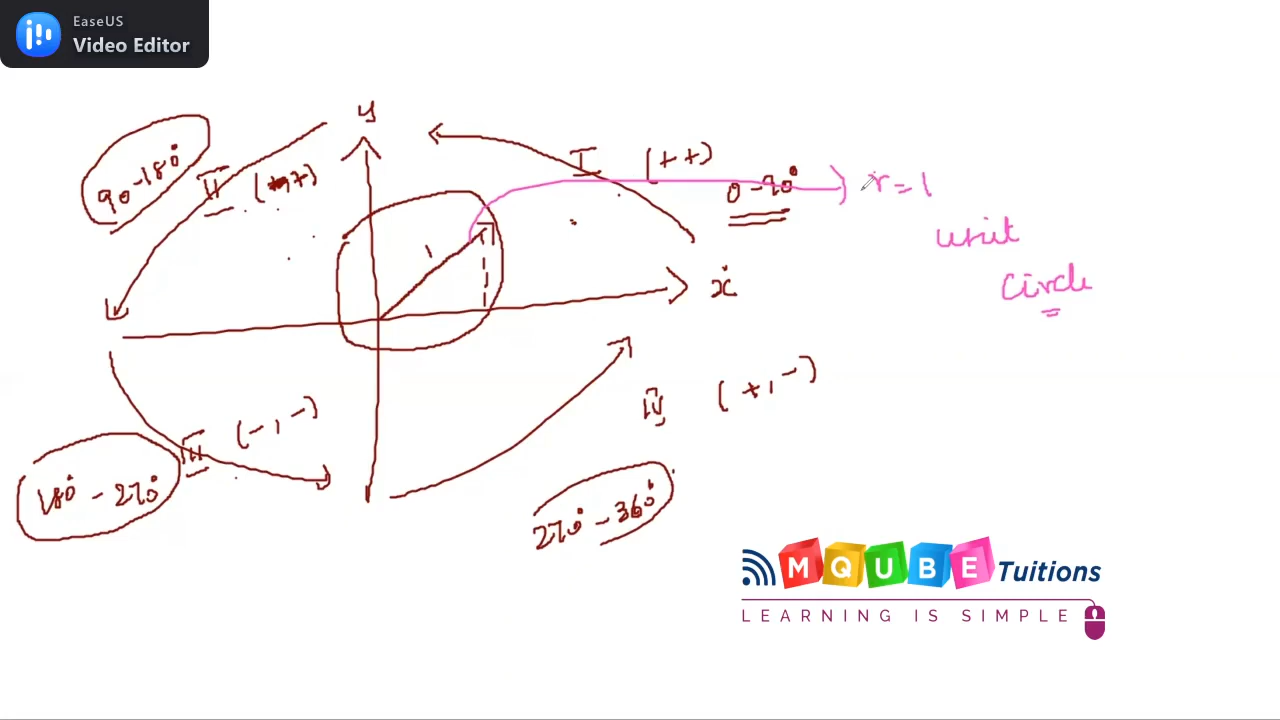 EaseUS
Video Editor
y
90-180°
II
I
(++)
0-90°
r=1
unit
circle
1
x
III
(-,-)
IV
(+,-)
180°-270°
270°-360°
MQUBE Tuitions
LEARNING IS SIMPLE